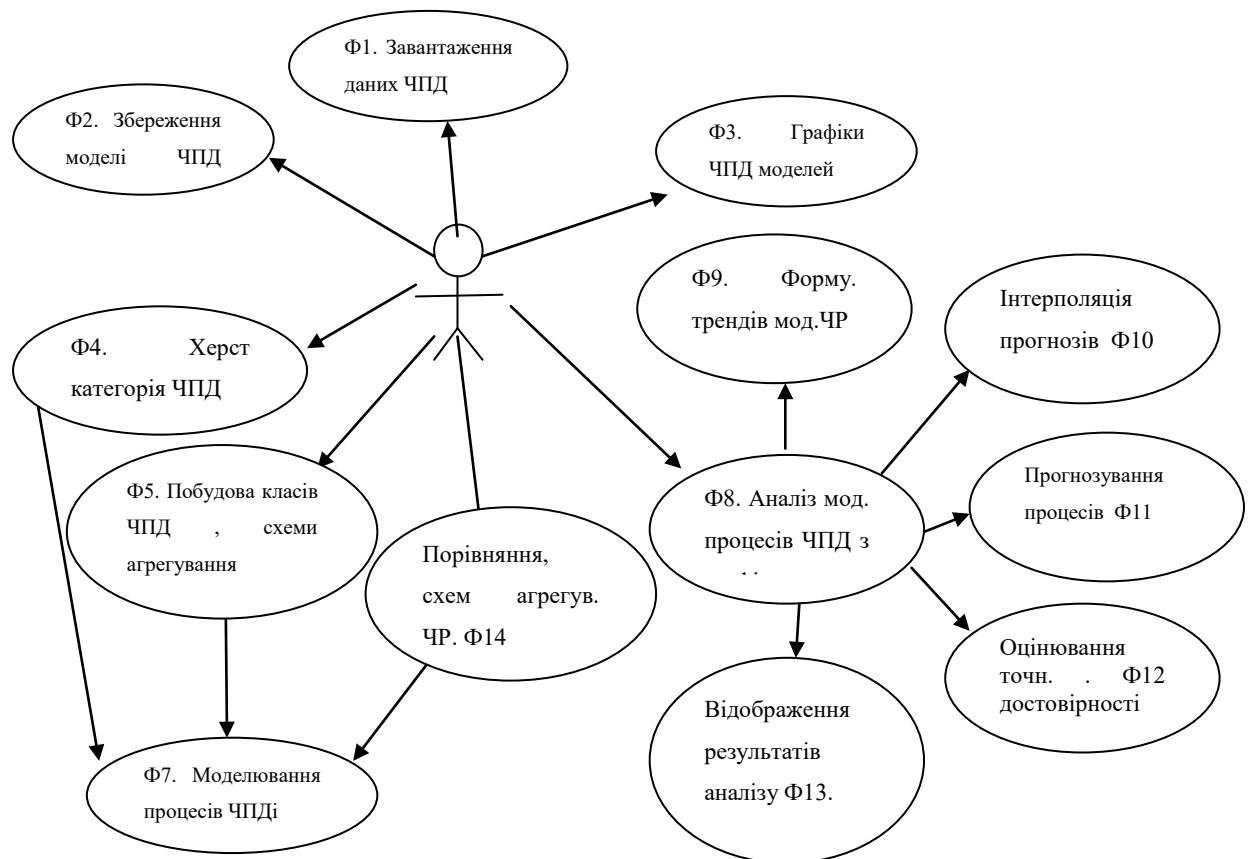 Ф1. Завантаження
даних ЧПД
Ф2. Збереження
моделі ЧПД
Ф3. Графіки
ЧПД моделей
Ф9. Форму.
трендів мод.ЧР
Інтерполяція
прогнозів Ф10
Ф4. Херст
категорія ЧПД
Ф5. Побудова класів
ЧПД , схеми
агрегування
Порівняння,
схем агрегув.
ЧР. Ф14
Ф8. Аналіз мод.
процесів ЧПД з
Прогнозування
процесів Ф11
Оцінювання
точн. . Ф12
достовірності
Відображення
результатів
аналізу Ф13.
Ф7. Моделювання
процесів ЧПДі